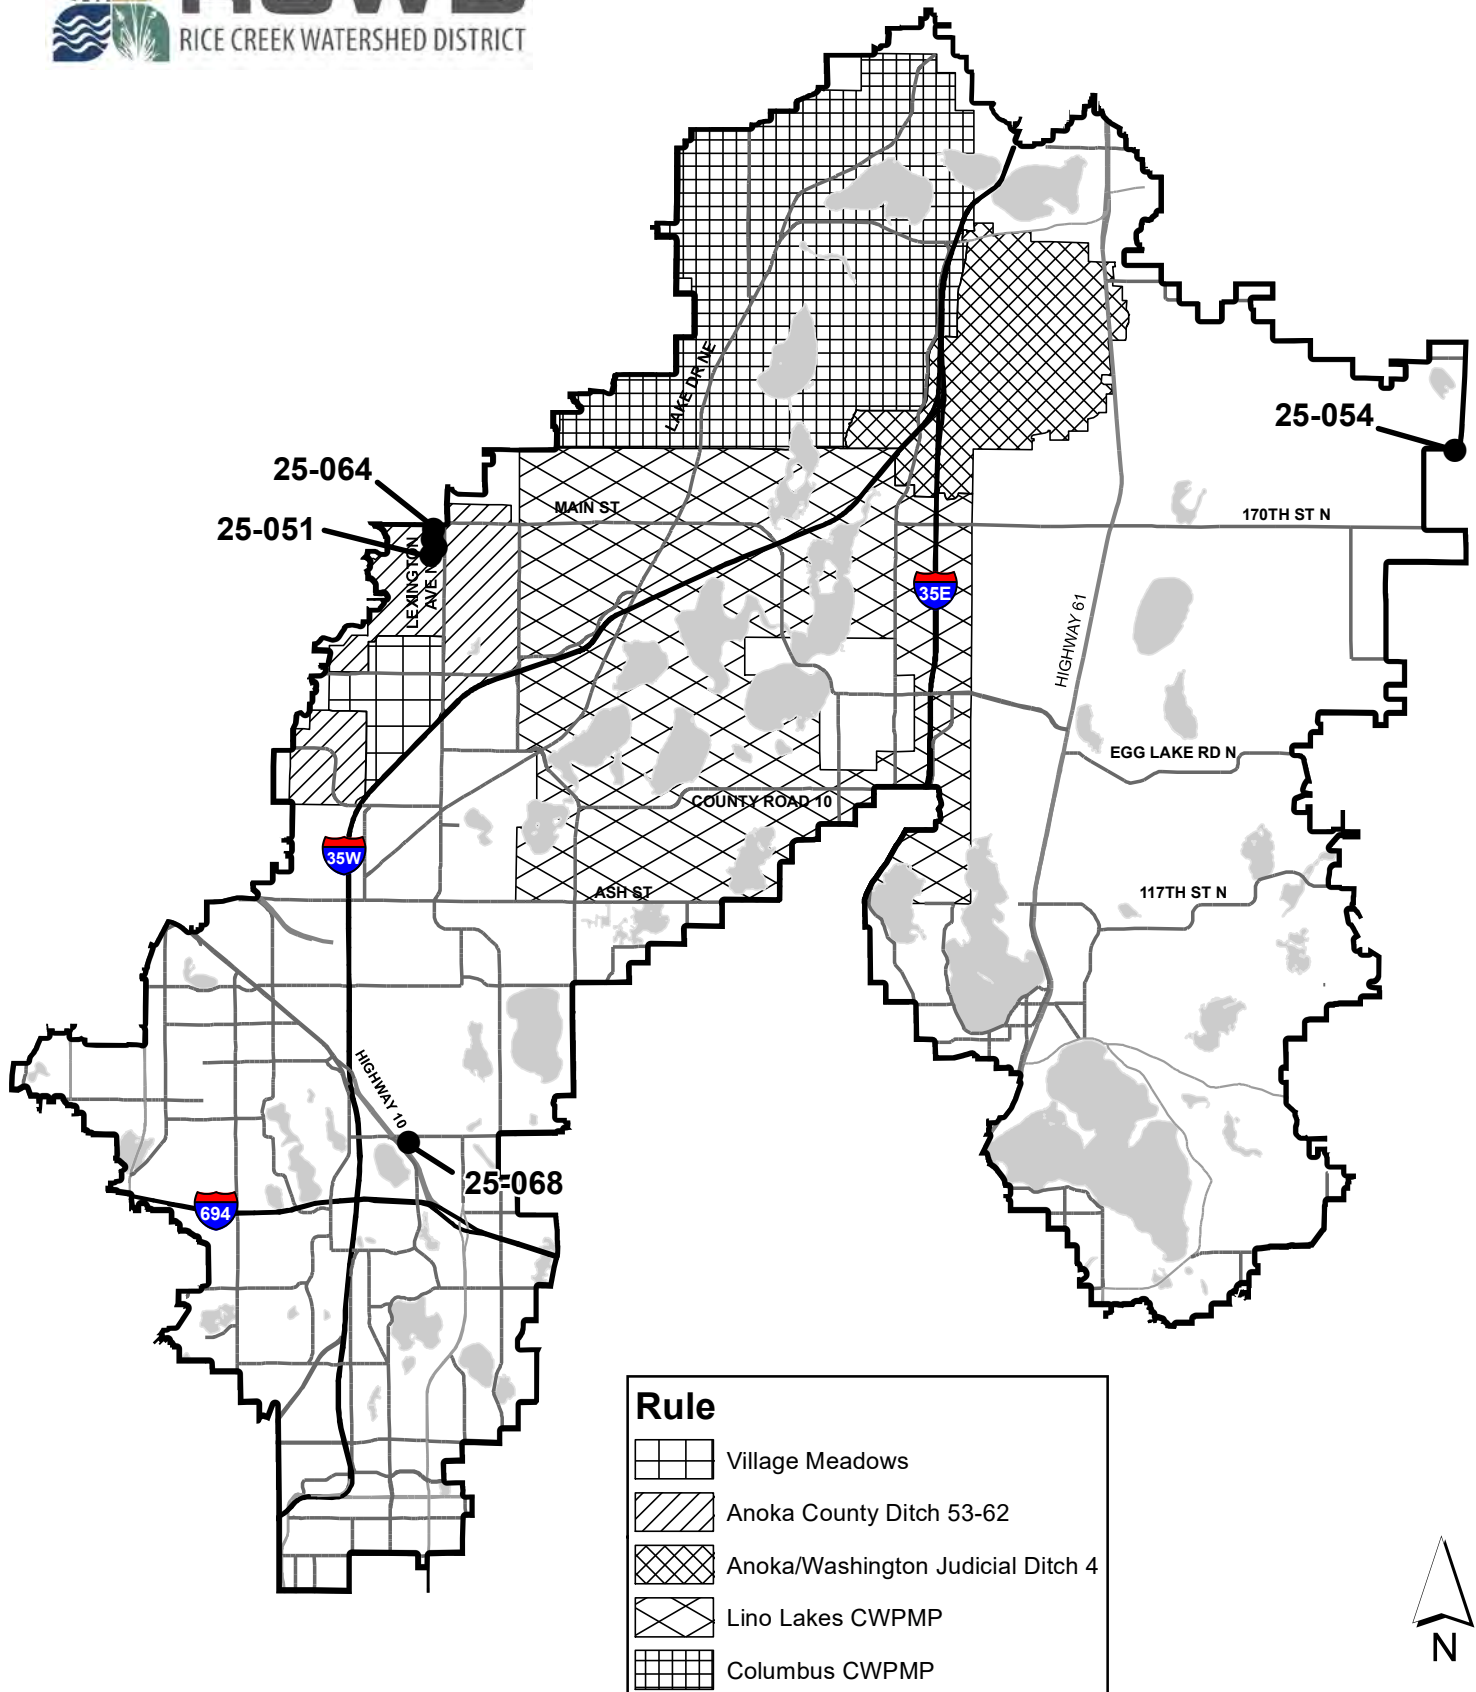 RCWD
RICE CREEK WATERSHED DISTRICT
LAKE DR NE
25-054
25-064
MAIN ST
170TH ST N
25-051
LEXINGTON
AVE N
35E
HIGHWAY 61
EGG LAKE RD N
COUNTY ROAD 10
35W
ASH ST
117TH ST N
HIGHWAY 10
25-068
694
Rule
Village Meadows
Anoka County Ditch 53-62
Anoka/Washington Judicial Ditch 4
Lino Lakes CWPMP
Columbus CWPMP
N